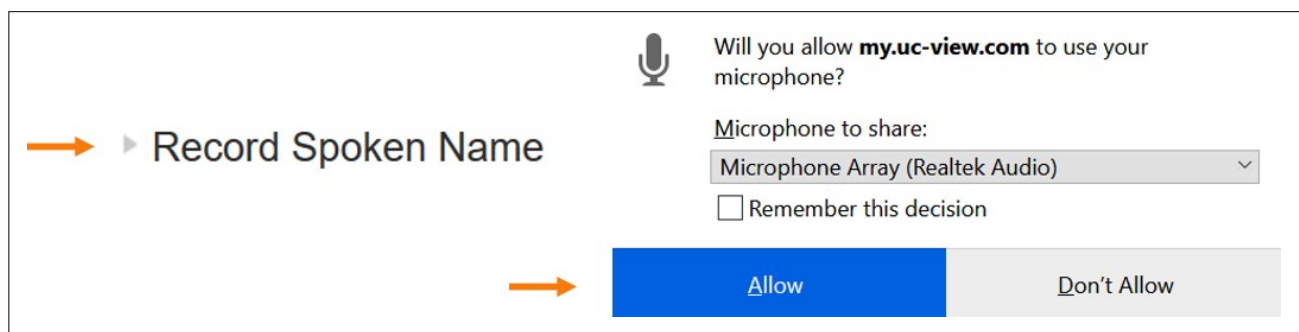 Record Spoken Name
Will you allow my.uc-view.com to use your
microphone?
Microphone to share:
Microphone Array (Realtek Audio)
Remember this decision
Allow
Don't Allow